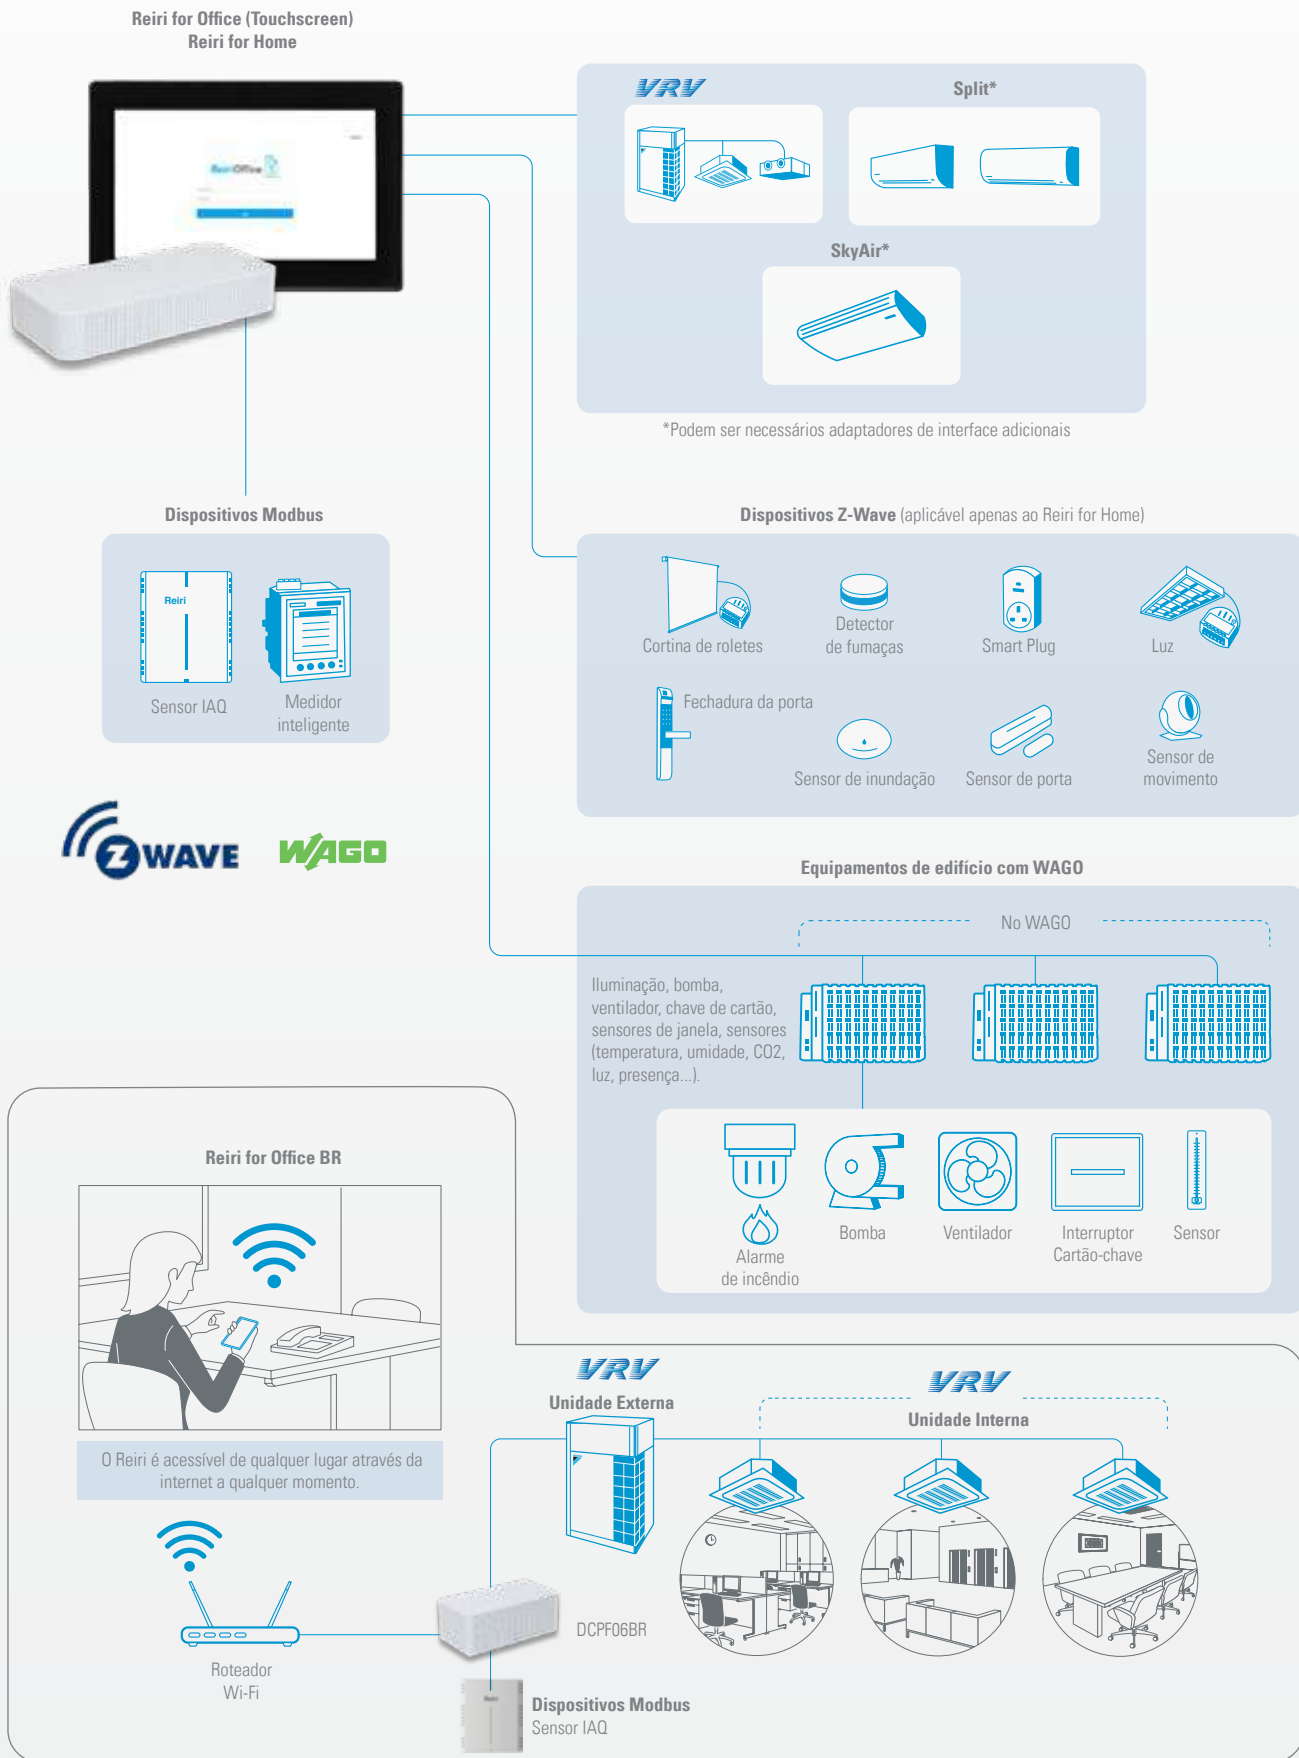 Reiri for Office (Touchscreen)
Reiri for Home
ReiriOffice
VRV
Split*
SkyAir*
*Podem ser necessários adaptadores de interface adicionais
Dispositivos Modbus
Reiri
Sensor IAQ
Medidor
inteligente
Dispositivos Z-Wave (aplicável apenas ao Reiri for Home)
Cortina de roletes
Detector
de fumaças
Smart Plug
Luz
Fechadura da porta
Sensor de inundação
Sensor de porta
Sensor de
movimento
Z WAVE
WAGO
Equipamentos de edifício com WAGO
No WAGO
Iluminação, bomba,
ventilador, chave de cartão,
sensores de janela, sensores
(temperatura, umidade, CO2,
luz, presença...).
Alarme
de incêndio
Bomba
Ventilador
Interruptor
Cartão-chave
Sensor
Reiri for Office BR
O Reiri é acessível de qualquer lugar através da
internet a qualquer momento.
VRV
Unidade Externa
VRV
Unidade Interna
DCPF06BR
Roteador
Wi-Fi
Reiri
Dispositivos Modbus
Sensor IAQ